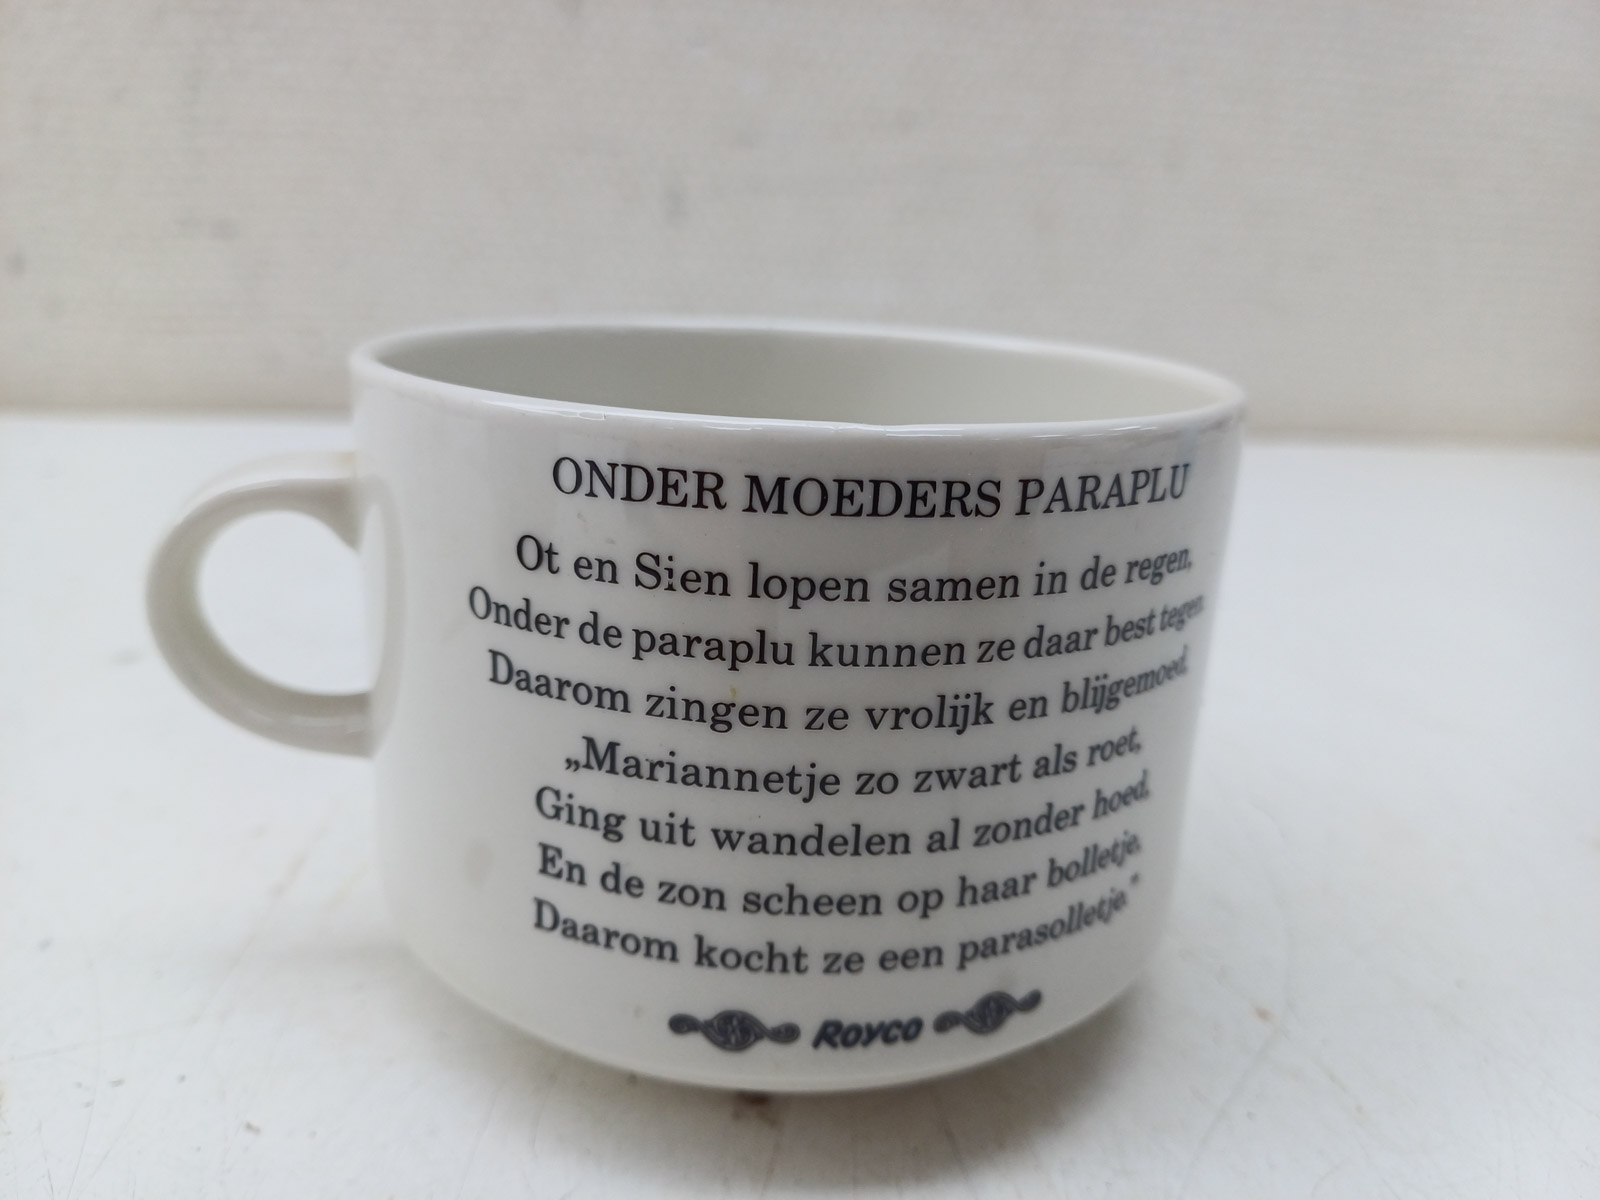 ONDER MOEDERS PARAPLU
Ot en Sien lopen samen in de regen,
Onder de paraplu kunnen ze daar best tegen
Daarom zingen ze vrolijk en blijgemoed,
„Mariannetje zo zwart als roet,
Ging uit wandelen al zonder hoed,
En de zon scheen op haar bolletje,
Daarom kocht ze een parasolletje."
ROYCO